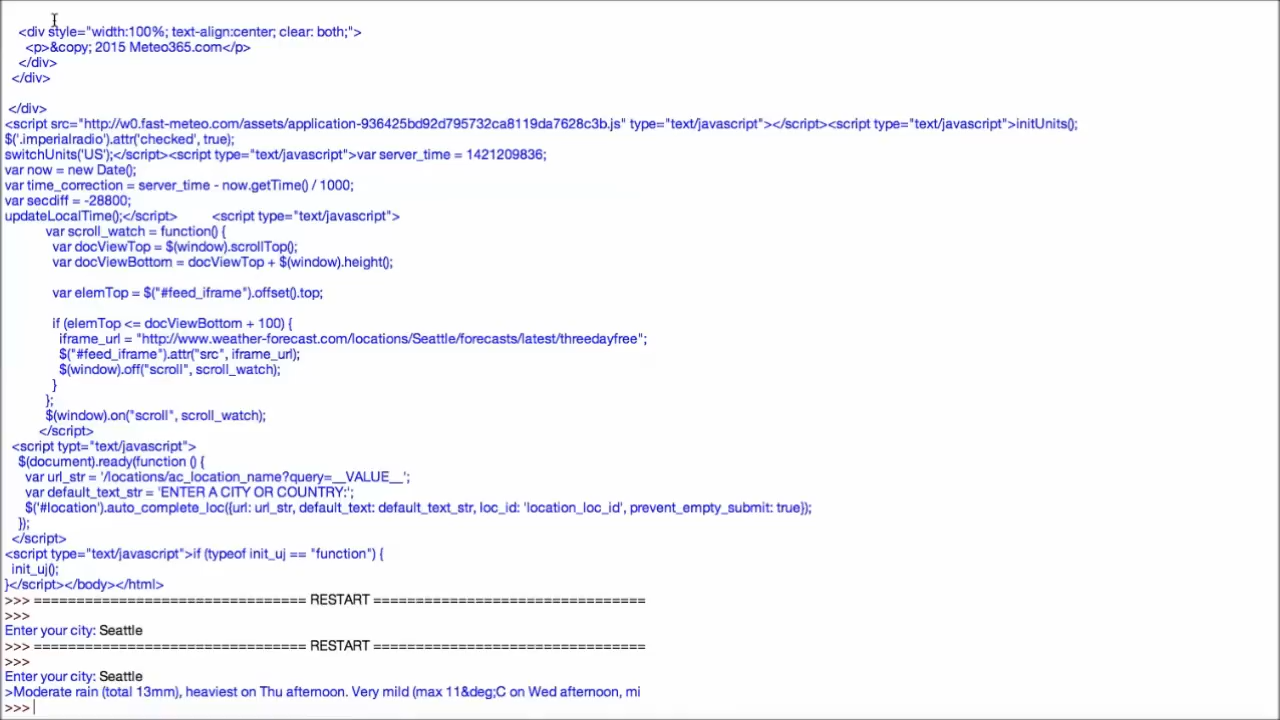 <div style="width:100%; text-align:center; clear: both;">
<p>&copy; 2015 Meteo365.com</p>
</div>
</div>
</div>
<script src="http://w0.fast-meteo.com/assets/application-936425bd92d795732ca8119da7628c3b.js" type="text/javascript"></script><script type="text/javascript">initUnits();
$('.imperialradio').attr('checked', true);
switchUnits('US');</script><script type="text/javascript">var server_time = 1421209836;
var now = new Date();
var time_correction = server_time - now.getTime() / 1000;
var secdiff = -28800;
updateLocalTime();</script> <script type="text/javascript">
var scroll_watch = function() {
var docViewTop = $(window).scrollTop();
var docViewBottom = docViewTop + $(window).height();
var elemTop = $("#feed_iframe").offset().top;
if (elemTop <= docViewBottom + 100) {
iframe_url = "http://www.weather-forecast.com/locations/Seattle/forecasts/latest/threedayfree";
$("#feed_iframe").attr("src", iframe_url);
$(window).off("scroll", scroll_watch);
}
};
$(window).on("scroll", scroll_watch);
</script>
<script typt="text/javascript">
$(document).ready(function () {
var url_str = '/locations/ac_location_name?query=__VALUE__';
var default_text_str = 'ENTER A CITY OR COUNTRY:';
$('#location').auto_complete_loc({url: url_str, default_text: default_text_str, loc_id: 'location_loc_id', prevent_empty_submit: true});
});
</script>
<script type="text/javascript">if (typeof init_uj == "function") {
init_uj();
}</script></body></html>
>>> ================================ RESTART ================================
>>>
Enter your city: Seattle
>>> ================================ RESTART ================================
>>>
Enter your city: Seattle
>Moderate rain (total 13mm), heaviest on Thu afternoon. Very mild (max 11&deg;C on Wed afternoon, mi
>>>